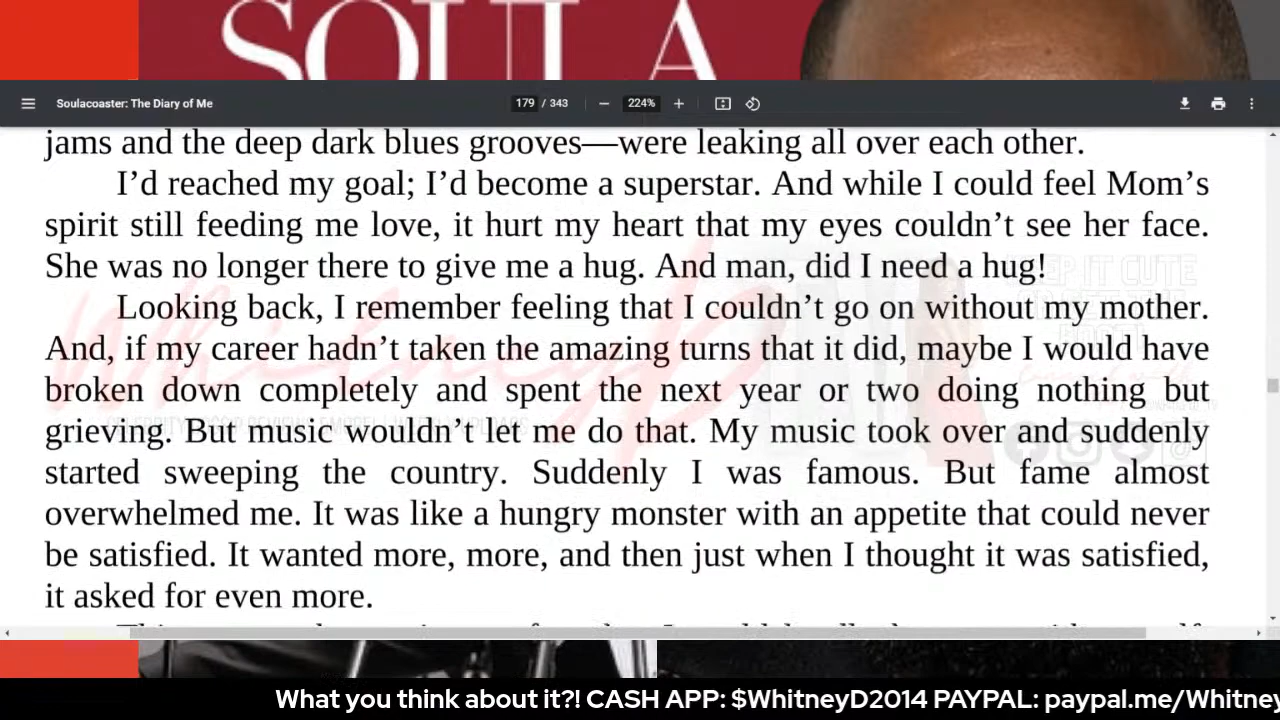 SOULA
Soulacoaster: The Diary of Me
179 / 343
224%
jams and the deep dark blues grooves—were leaking all over each other.
I’d reached my goal; I’d become a superstar. And while I could feel Mom’s
spirit still feeding me love, it hurt my heart that my eyes couldn’t see her face.
She was no longer there to give me a hug. And man, did I need a hug!
Looking back, I remember feeling that I couldn’t go on without my mother.
And, if my career hadn’t taken the amazing turns that it did, maybe I would have
broken down completely and spent the next year or two doing nothing but
grieving. But music wouldn’t let me do that. My music took over and suddenly
started sweeping the country. Suddenly I was famous. But fame almost
overwhelmed me. It was like a hungry monster with an appetite that could never
be satisfied. It wanted more, more, and then just when I thought it was satisfied,
it asked for even more.
WhitneyD
KEEP IT CUTE
What you think about it?! CASH APP: $WhitneyD2014 PAYPAL: paypal.me/Whitney